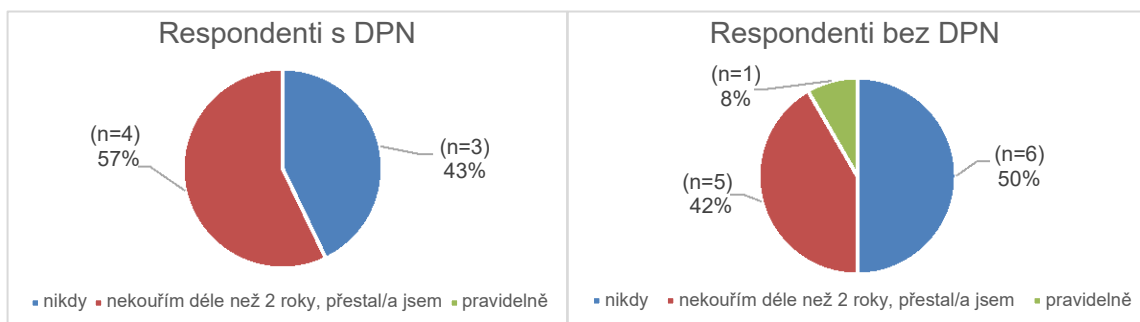 Respondenti s DPN
(n=4)
57%
(n=3)
43%
nikdy
nekouřím déle než 2 roky, přestal/a jsem
pravidelně
Respondenti bez DPN
(n=1)
8%
(n=5)
42%
(n=6)
50%
nikdy
nekouřím déle než 2 roky, přestal/a jsem
pravidelně